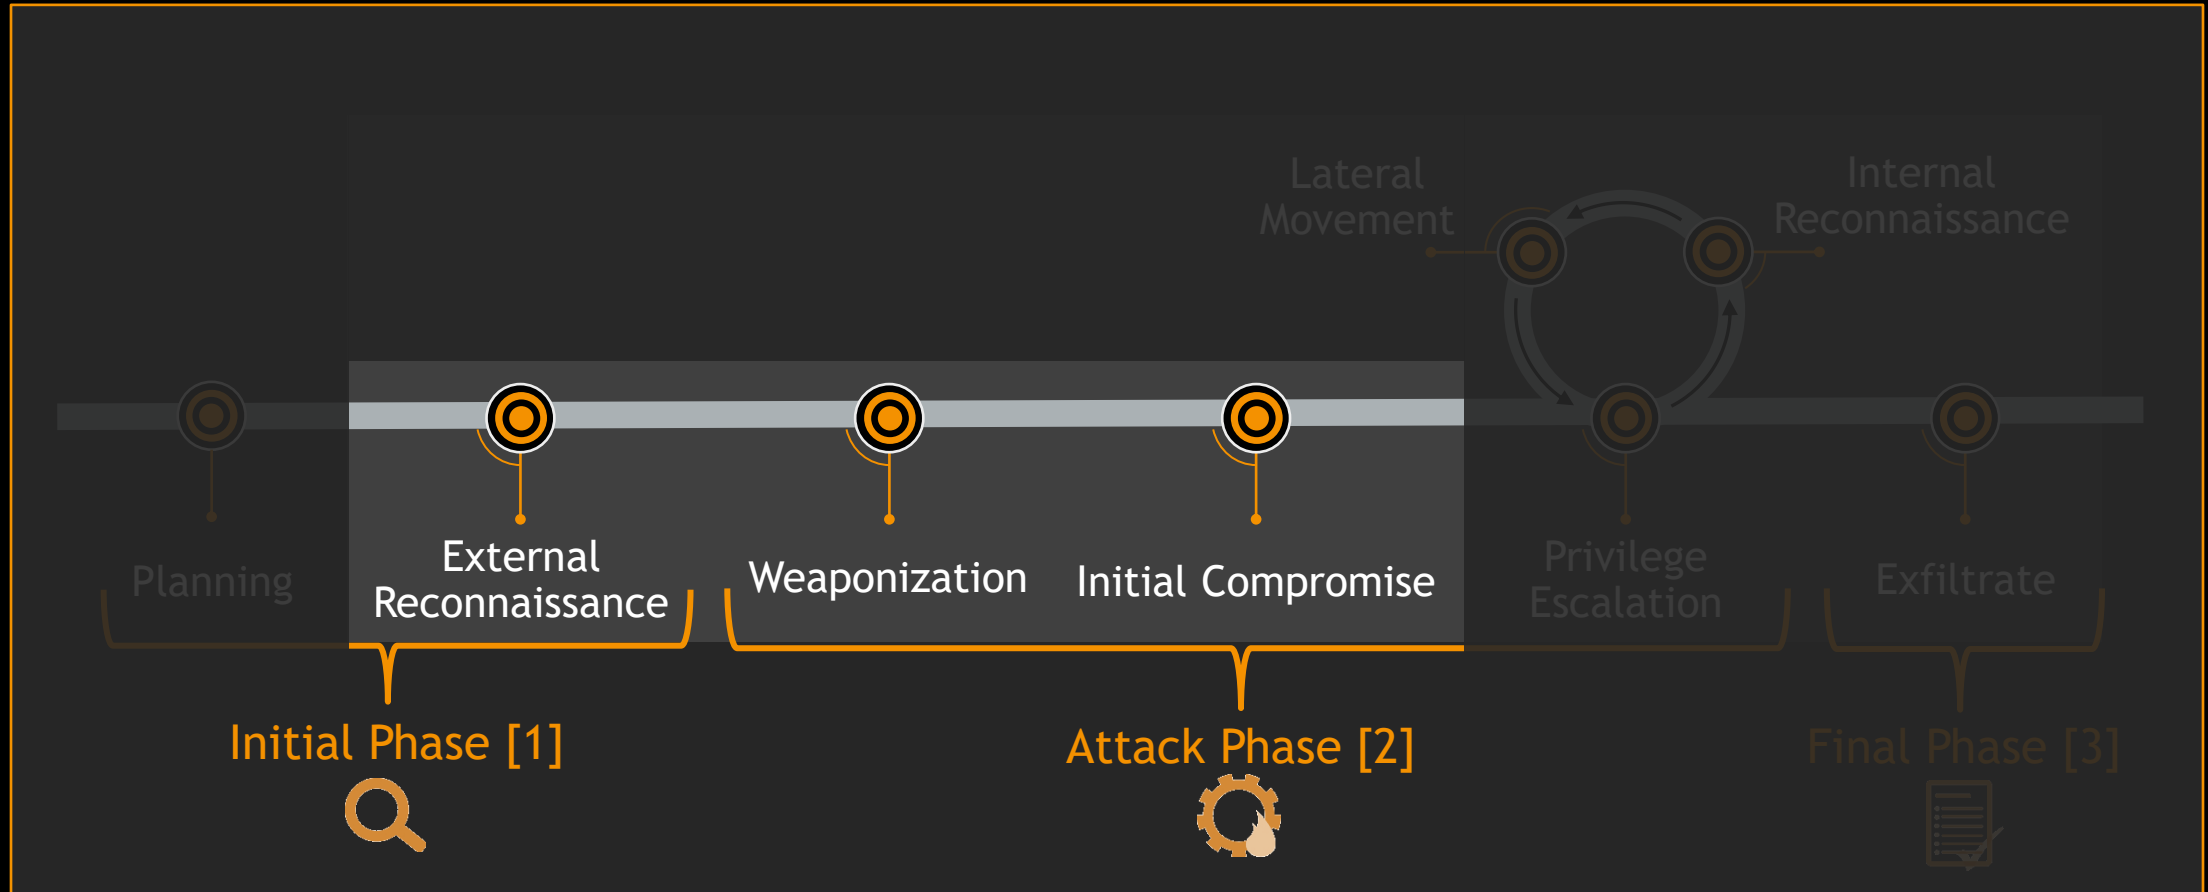 Lateral
Movement
Internal
Reconnaissance
Planning
External
Reconnaissance
Weaponization
Initial Compromise
Privilege
Escalation
Exfiltrate
Initial Phase [1]
Attack Phase [2]
Final Phase [3]